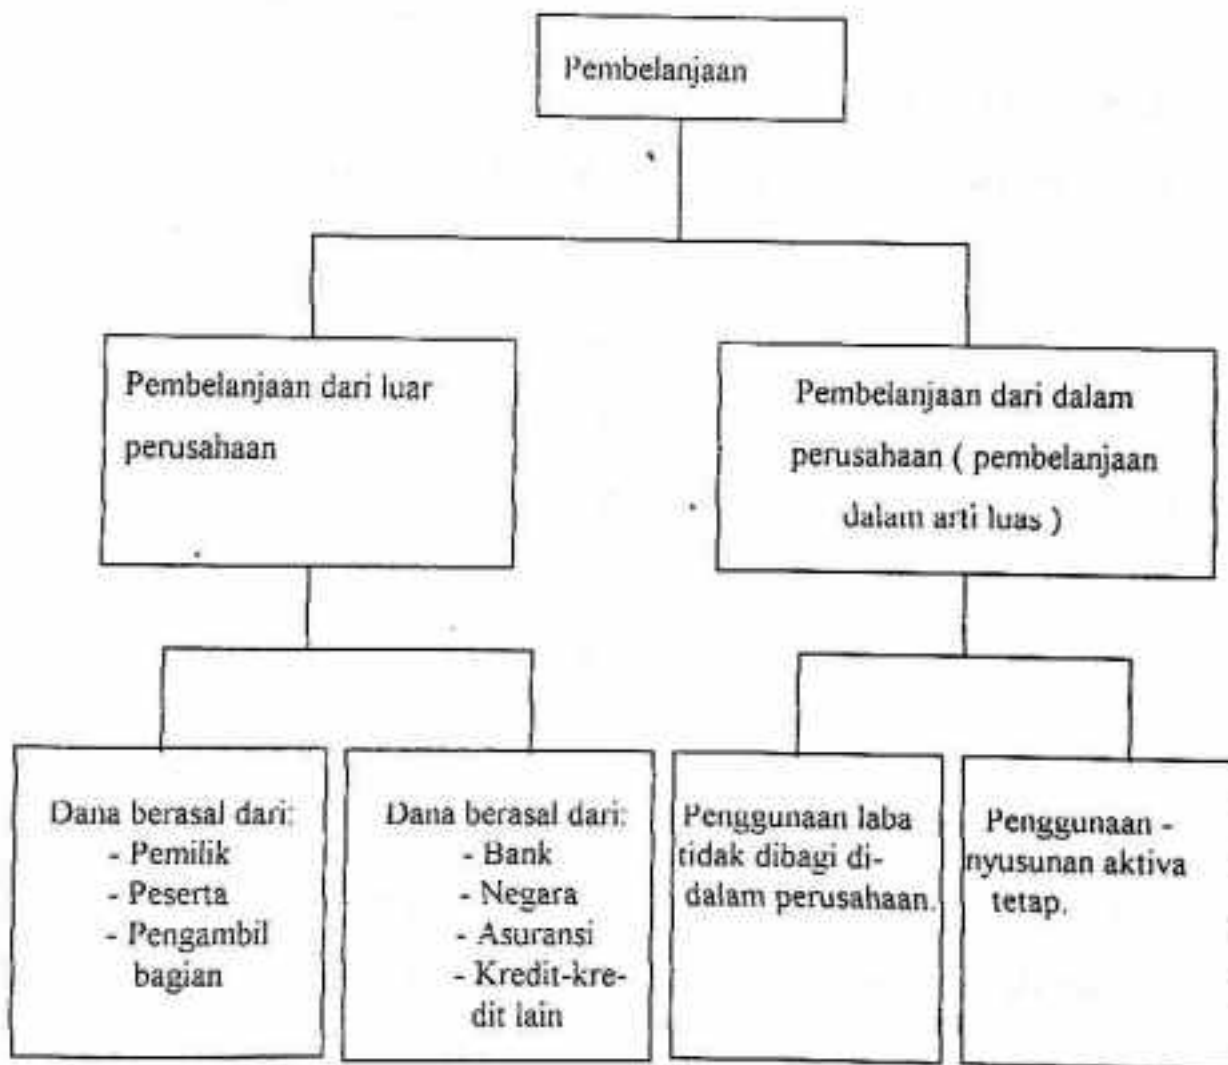 Pembelanjaan
Pembelanjaan dari luar
perusahaan
Pembelanjaan dari dalam
perusahaan ( pembelanjaan
dalam arti luas )
Dana berasal dari:
- Pemilik
- Peserta
- Pengambil
bagian
Dana berasal dari:
- Bank
- Negara
- Asuransi
- Kredit-kre-
dit lain
Penggunaan laba
tidak dibagi di-
dalam perusahaan.
Penggunaan -
nyusunan aktiva
tetap.